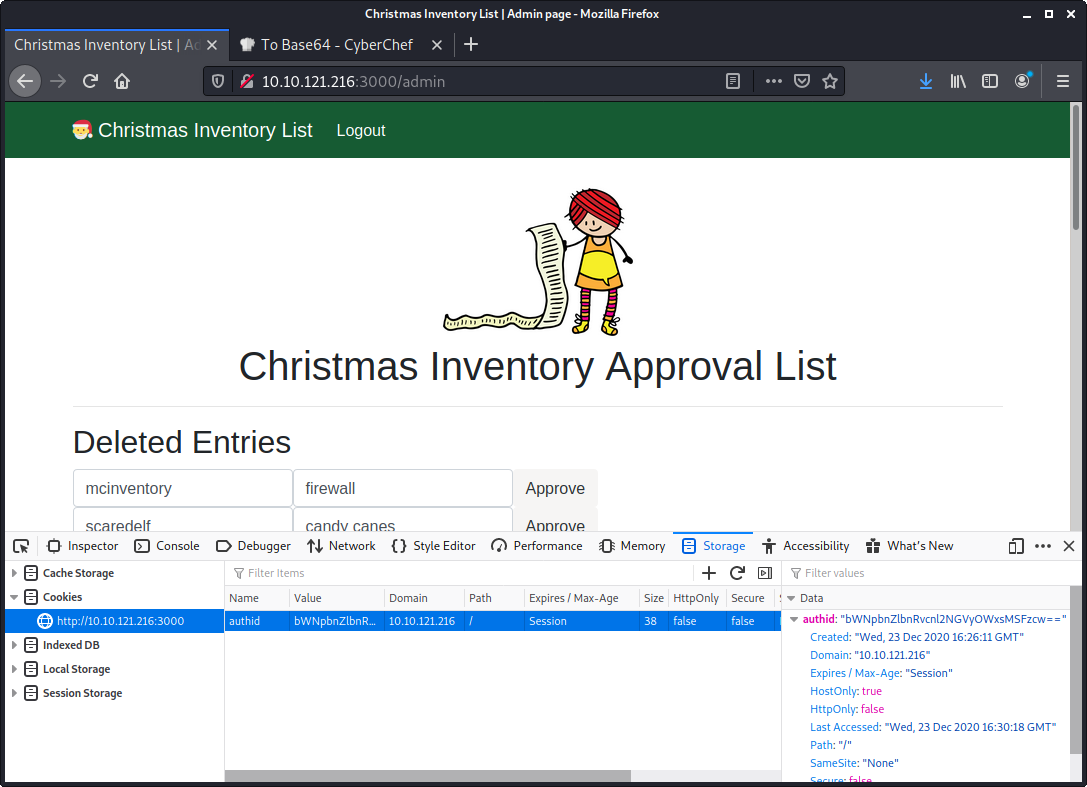 Christmas Inventory List | Admin page - Mozilla Firefox
Christmas Inventory List | Ad
To Base64 - CyberChef
10.10.121.216:3000/admin
Christmas Inventory List Logout
Christmas Inventory Approval List
Deleted Entries
mcinventory firewall Approve
scaredelf candy canes Approve
Inspector Console Debugger Network Style Editor Performance Memory Storage Accessibility What's New
Cache Storage
Cookies
http://10.10.121.216:3000
Indexed DB
Local Storage
Session Storage
Filter Items
Name Value Domain Path Expires / Max-Age Size HttpOnly Secure
authid bWNpbnZlbnR... 10.10.121.216 / Session 38 false false
Filter values
Data
authid: "bWNpbnZlbnRvcnl2NGVyOWxsMSFzcw=="
Created: "Wed, 23 Dec 2020 16:26:11 GMT"
Domain: "10.10.121.216"
Expires / Max-Age: "Session"
HostOnly: true
HttpOnly: false
Last Accessed: "Wed, 23 Dec 2020 16:30:18 GMT"
Path: "/"
SameSite: "None"
Secure: false